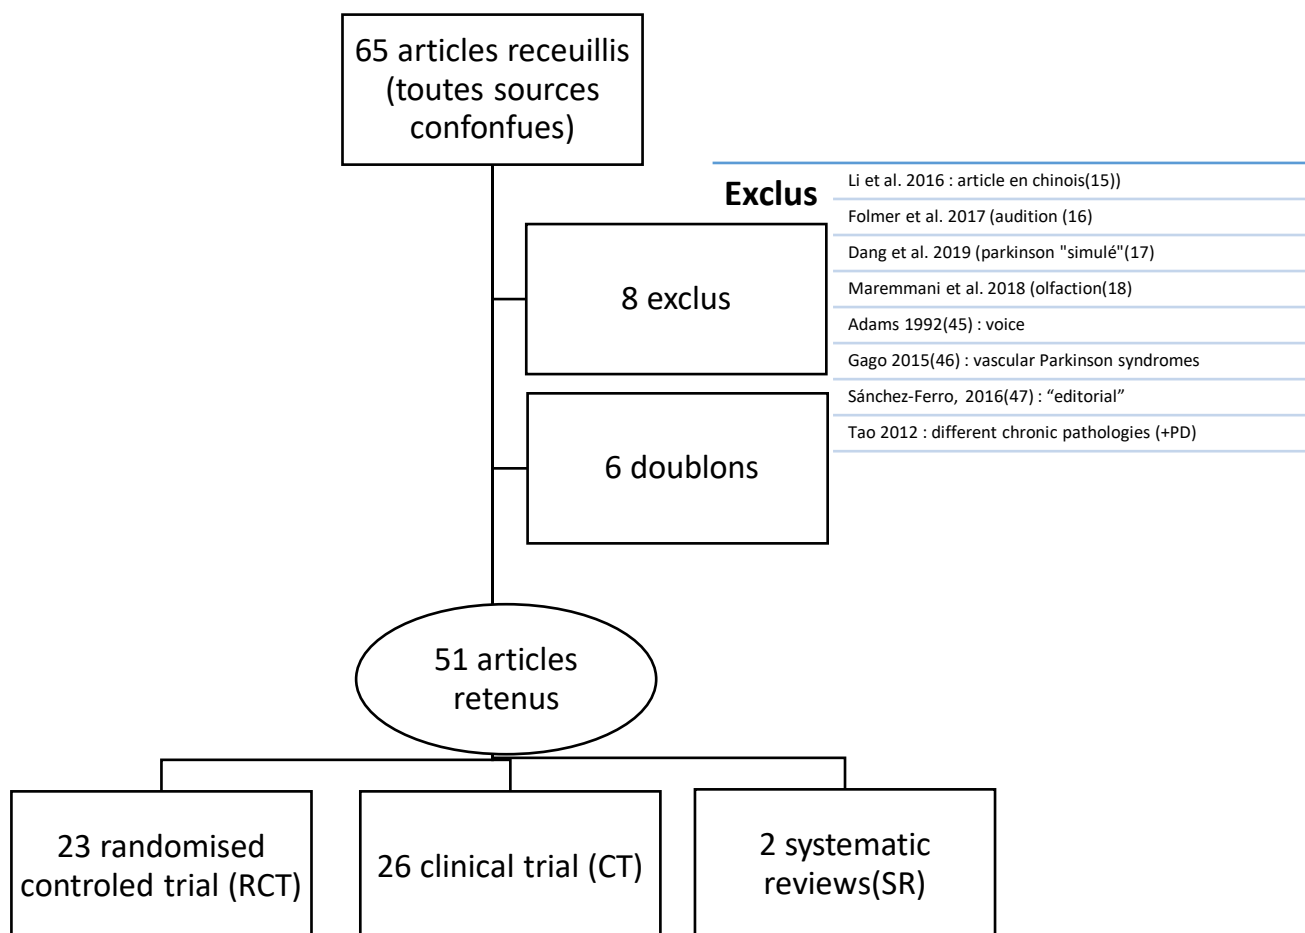 65 articles receuillis
(toutes sources
confonfues)
Exclus
Li et al. 2016 : article en chinois(15))
Folmer et al. 2017 (audition (16)
Dang et al. 2019 (parkinson "simulé"(17)
Maremmani et al. 2018 (olfaction(18)
Adams 1992(45) : voice
Gago 2015(46) : vascular Parkinson syndromes
Sánchez-Ferro, 2016(47) : “editorial”
Tao 2012 : different chronic pathologies (+PD)
8 exclus
6 doublons
51 articles
retenus
23 randomised
controled trial (RCT)
26 clinical trial (CT)
2 systematic
reviews(SR)